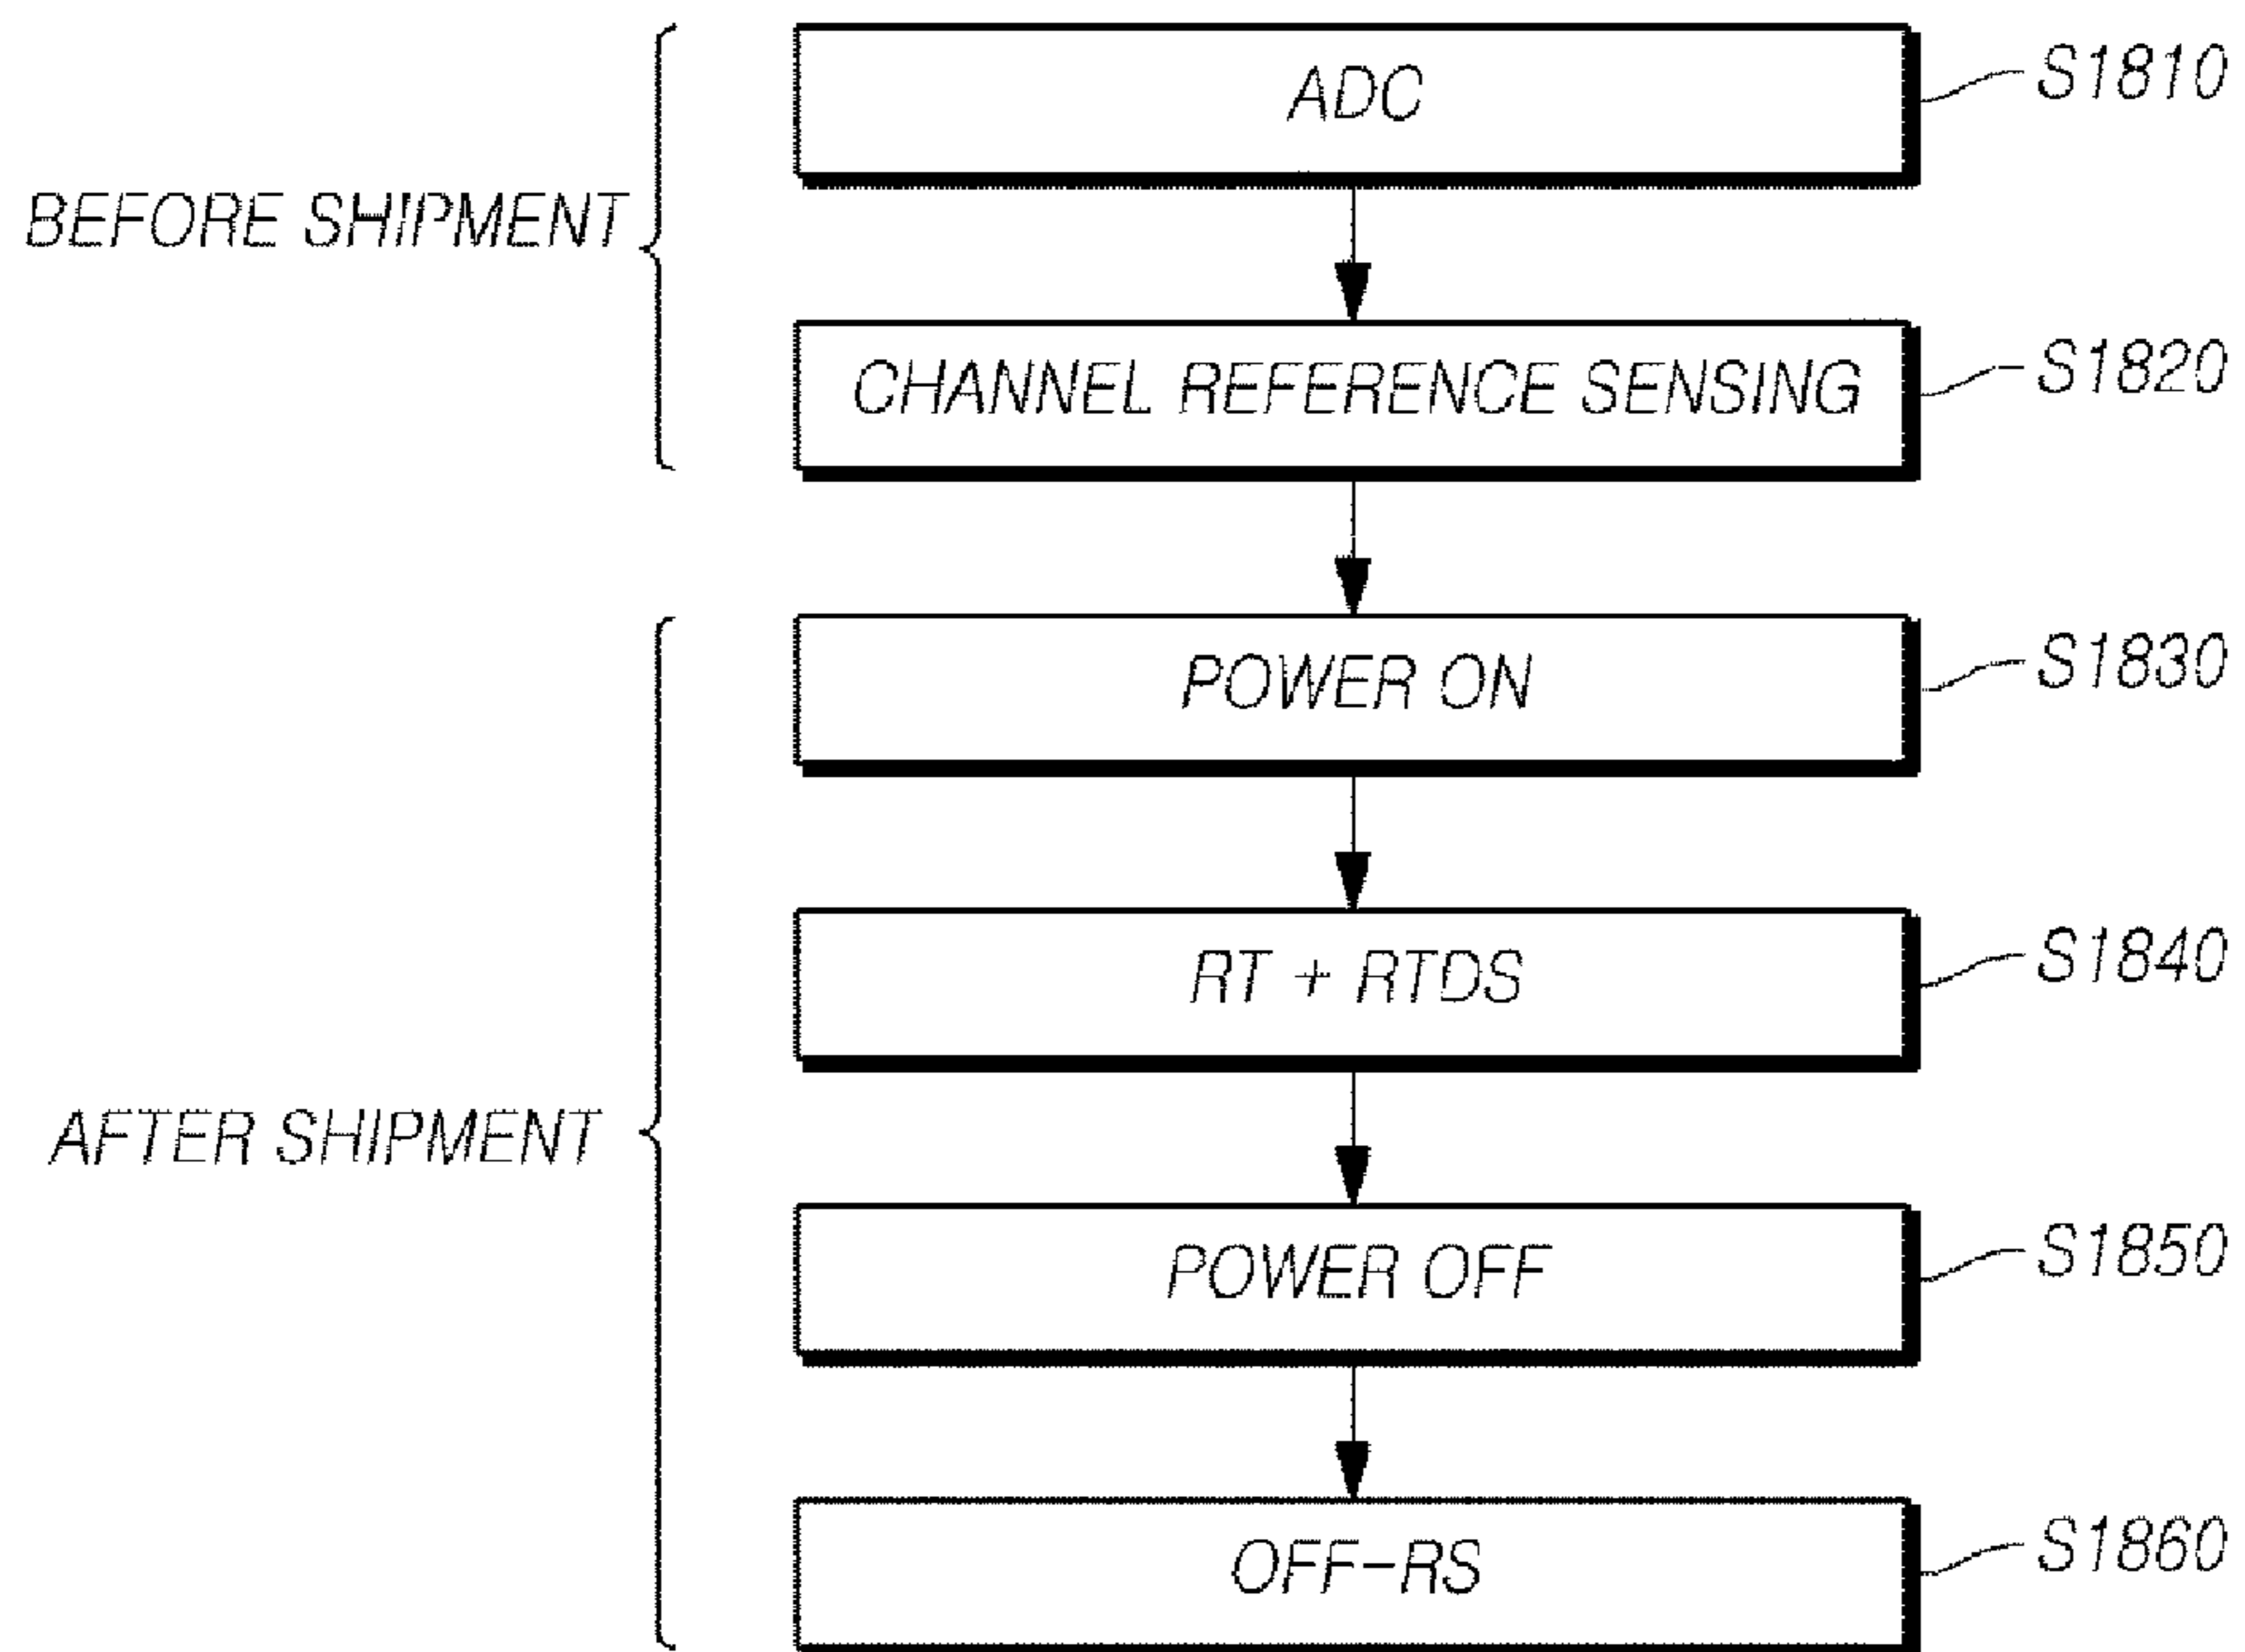 ADC
S1810
BEFORE SHIPMENT
CHANNEL REFERENCE SENSING
S1820
POWER ON
S1830
RT + RTDS
S1840
AFTER SHIPMENT
POWER OFF
S1850
OFF-RS
S1860